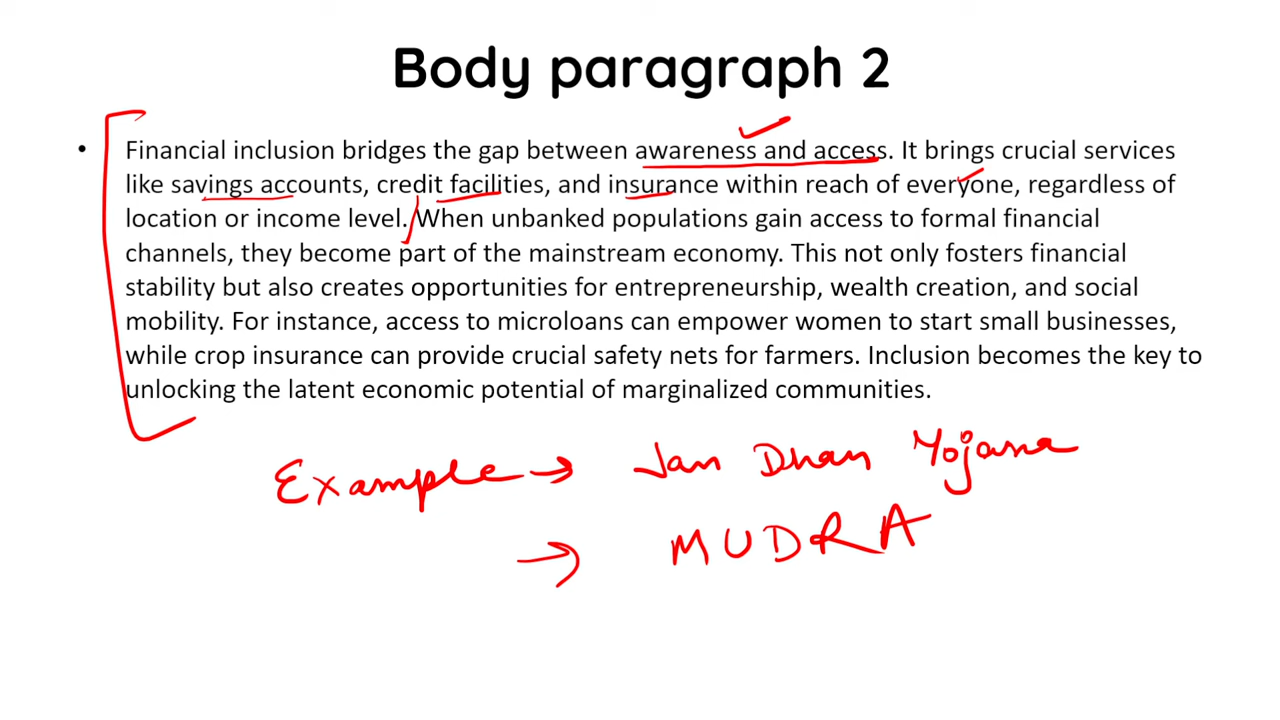 Body paragraph 2
• Financial inclusion bridges the gap between awareness and access. It brings crucial services
like savings accounts, credit facilities, and insurance within reach of everyone, regardless of
location or income level. When unbanked populations gain access to formal financial
channels, they become part of the mainstream economy. This not only fosters financial
stability but also creates opportunities for entrepreneurship, wealth creation, and social
mobility. For instance, access to microloans can empower women to start small businesses,
while crop insurance can provide crucial safety nets for farmers. Inclusion becomes the key to
unlocking the latent economic potential of marginalized communities.
Example → Jan Dhan Yojana
→ MUDRA